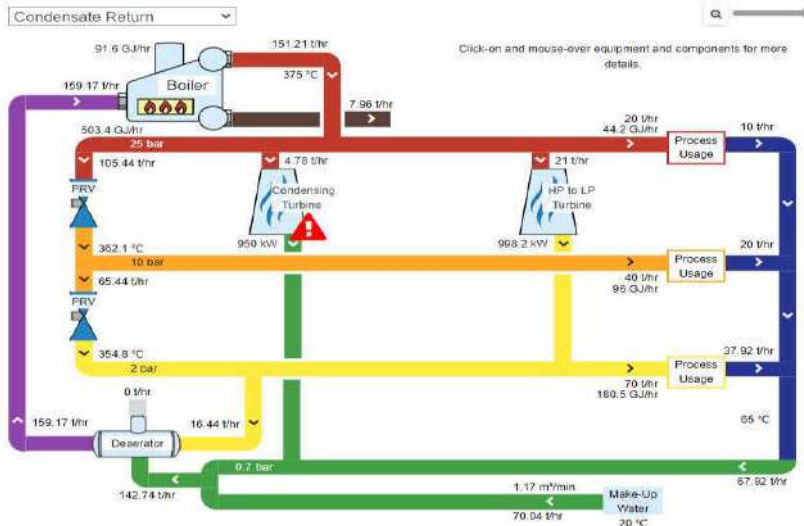 Condensate Return
91.6 GJ/hr
151.21 t/hr
Click-on and mouse-over equipment and components for more
details.
159.17 t/hr
Boiler
375 °C
7.96 t/hr
503.4 GJ/hr
25 bar
20 t/hr
44.2 GJ/hr
Process
Usage
10 t/hr
105.44 t/hr
4.78 t/hr
21 t/hr
PRV
Condensing
Turbine
HP to LP
Turbine
950 kW
998.2 kW
362.1 °C
10 bar
20 t/hr
Process
Usage
65.44 t/hr
40 t/hr
96 GJ/hr
PRV
354.8 °C
2 bar
37.92 t/hr
Process
Usage
0 t/hr
70 t/hr
180.5 GJ/hr
159.17 t/hr
16.44 t/hr
65 °C
Deaerator
0.7 bar
142.74 t/hr
1.17 m³/min
67.92 t/hr
70.04 t/hr
Make-Up
Water
20 °C